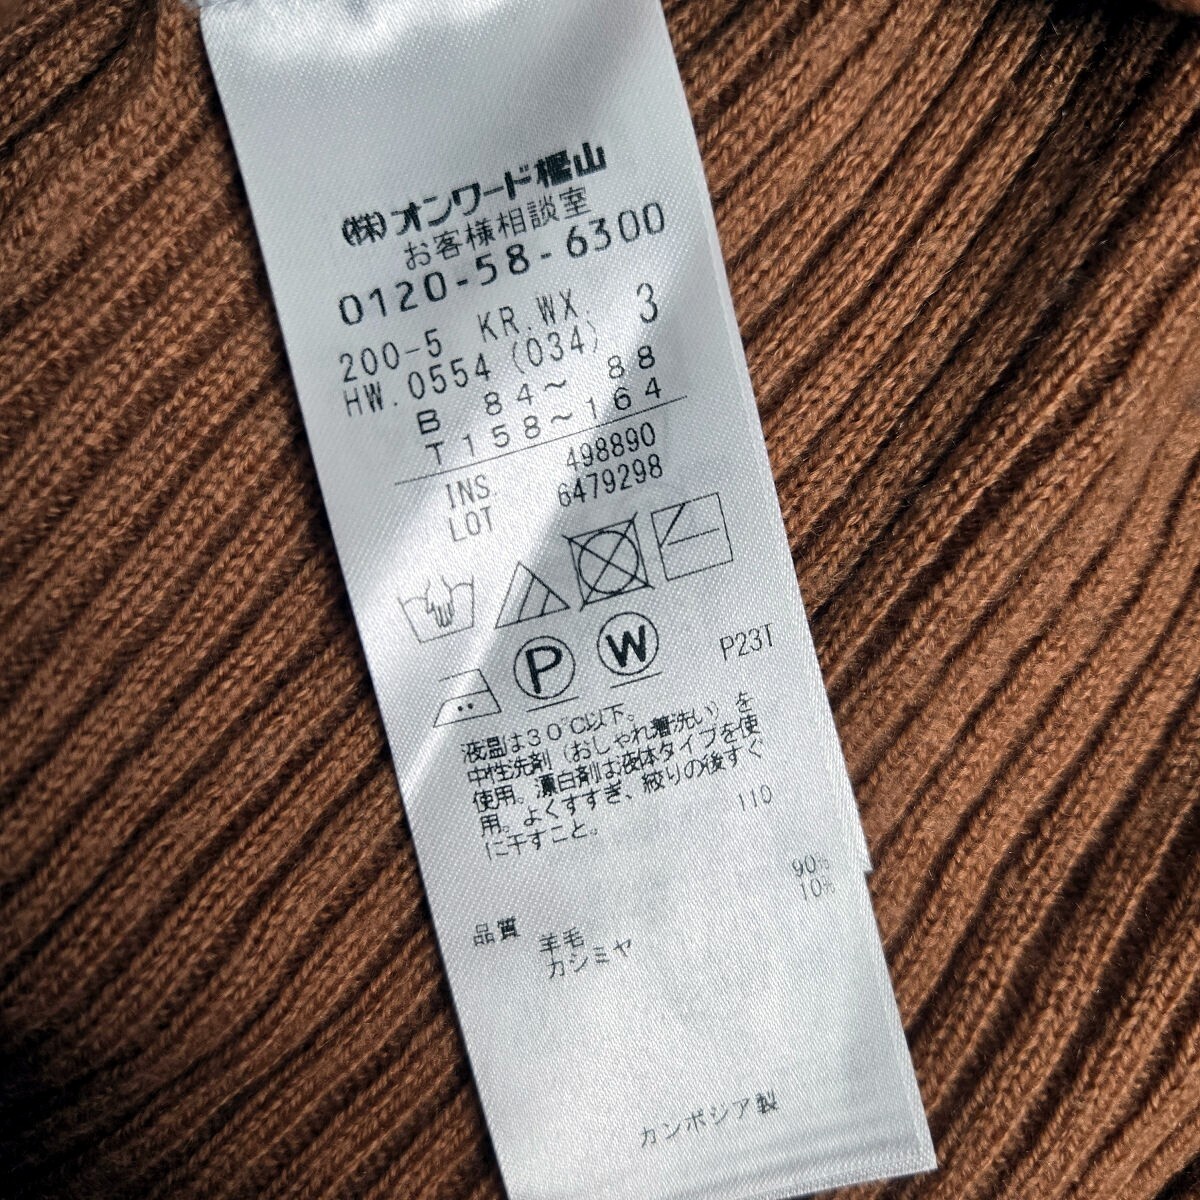 (株)オンワード樫山
お客様相談室
0120-58-6300
200-5 KR.WX. 3
HW.0554(034)
B 84～ 88
T158～164
INS. 498890
LOT 6479298
P W P23T
液温は30℃以下。
中性洗剤（おしゃれ着洗い）を
使用。漂白剤は液体タイプを使
用。よくすすぎ、絞りの後すぐ
に干すこと。
110
品質 羊毛 90%
カシミヤ 10%
カンボジア製